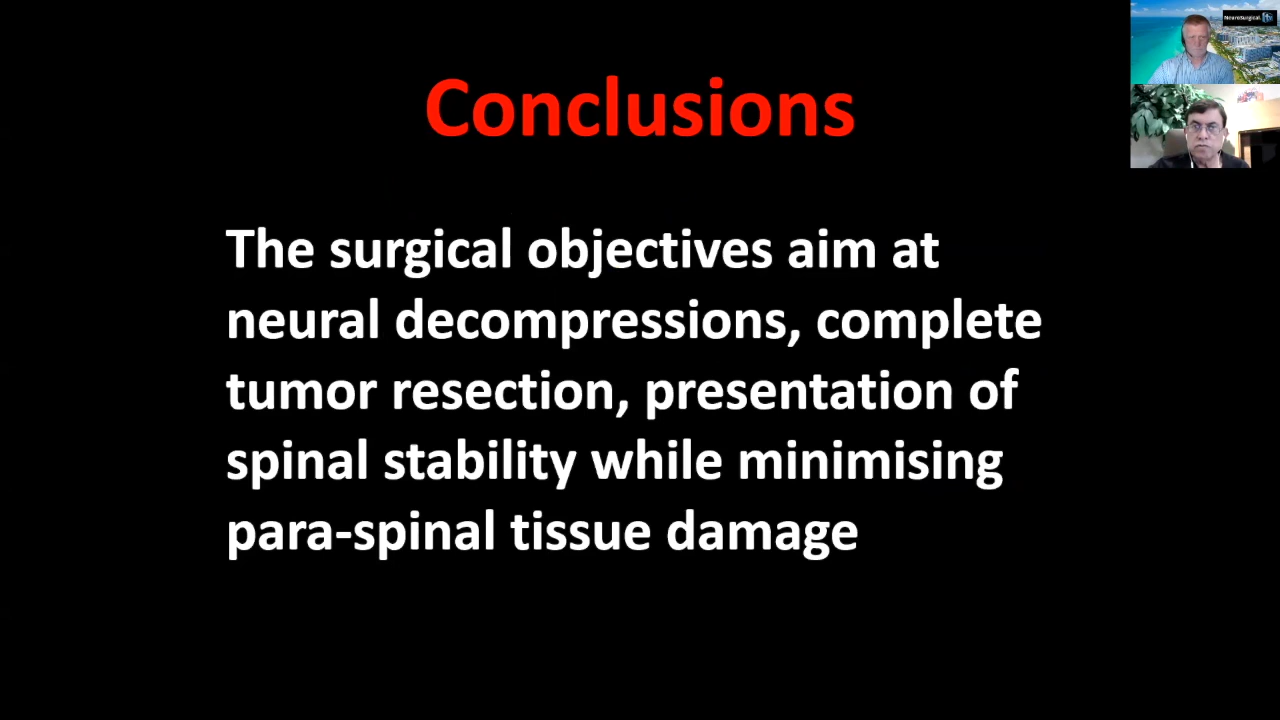 NeuroSurgical
Conclusions
The surgical objectives aim at
neural decompressions, complete
tumor resection, presentation of
spinal stability while minimising
para-spinal tissue damage